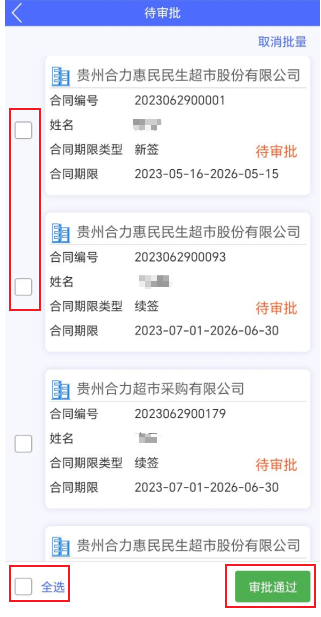 待审批
取消批量
贵州合力惠民民生超市股份有限公司
合同编号 2023062900001
姓名
合同期限类型 新签 待审批
合同期限 2023-05-16-2026-05-15
贵州合力惠民民生超市股份有限公司
合同编号 2023062900093
姓名
合同期限类型 续签 待审批
合同期限 2023-07-01-2026-06-30
贵州合力超市采购有限公司
合同编号 2023062900179
姓名
合同期限类型 续签 待审批
合同期限 2023-07-01-2026-06-30
贵州合力惠民民生超市股份有限公司
全选 审批通过